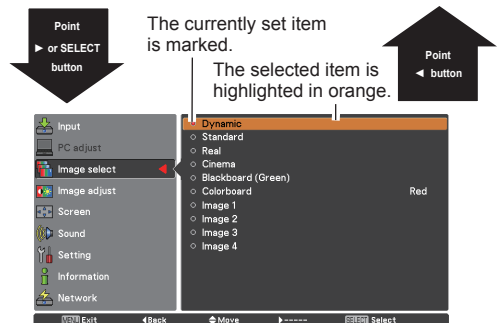 Point
► or SELECT
button
The currently set item
is marked.
The selected item is
highlighted in orange.
Point
◄ button
Input
PC adjust
Image select
Image adjust
Screen
Sound
Setting
Information
Network
Dynamic
Standard
Real
Cinema
Blackboard (Green)
Colorboard Red
Image 1
Image 2
Image 3
Image 4
MENU Exit ◄Back Move ►----- SELECT Select